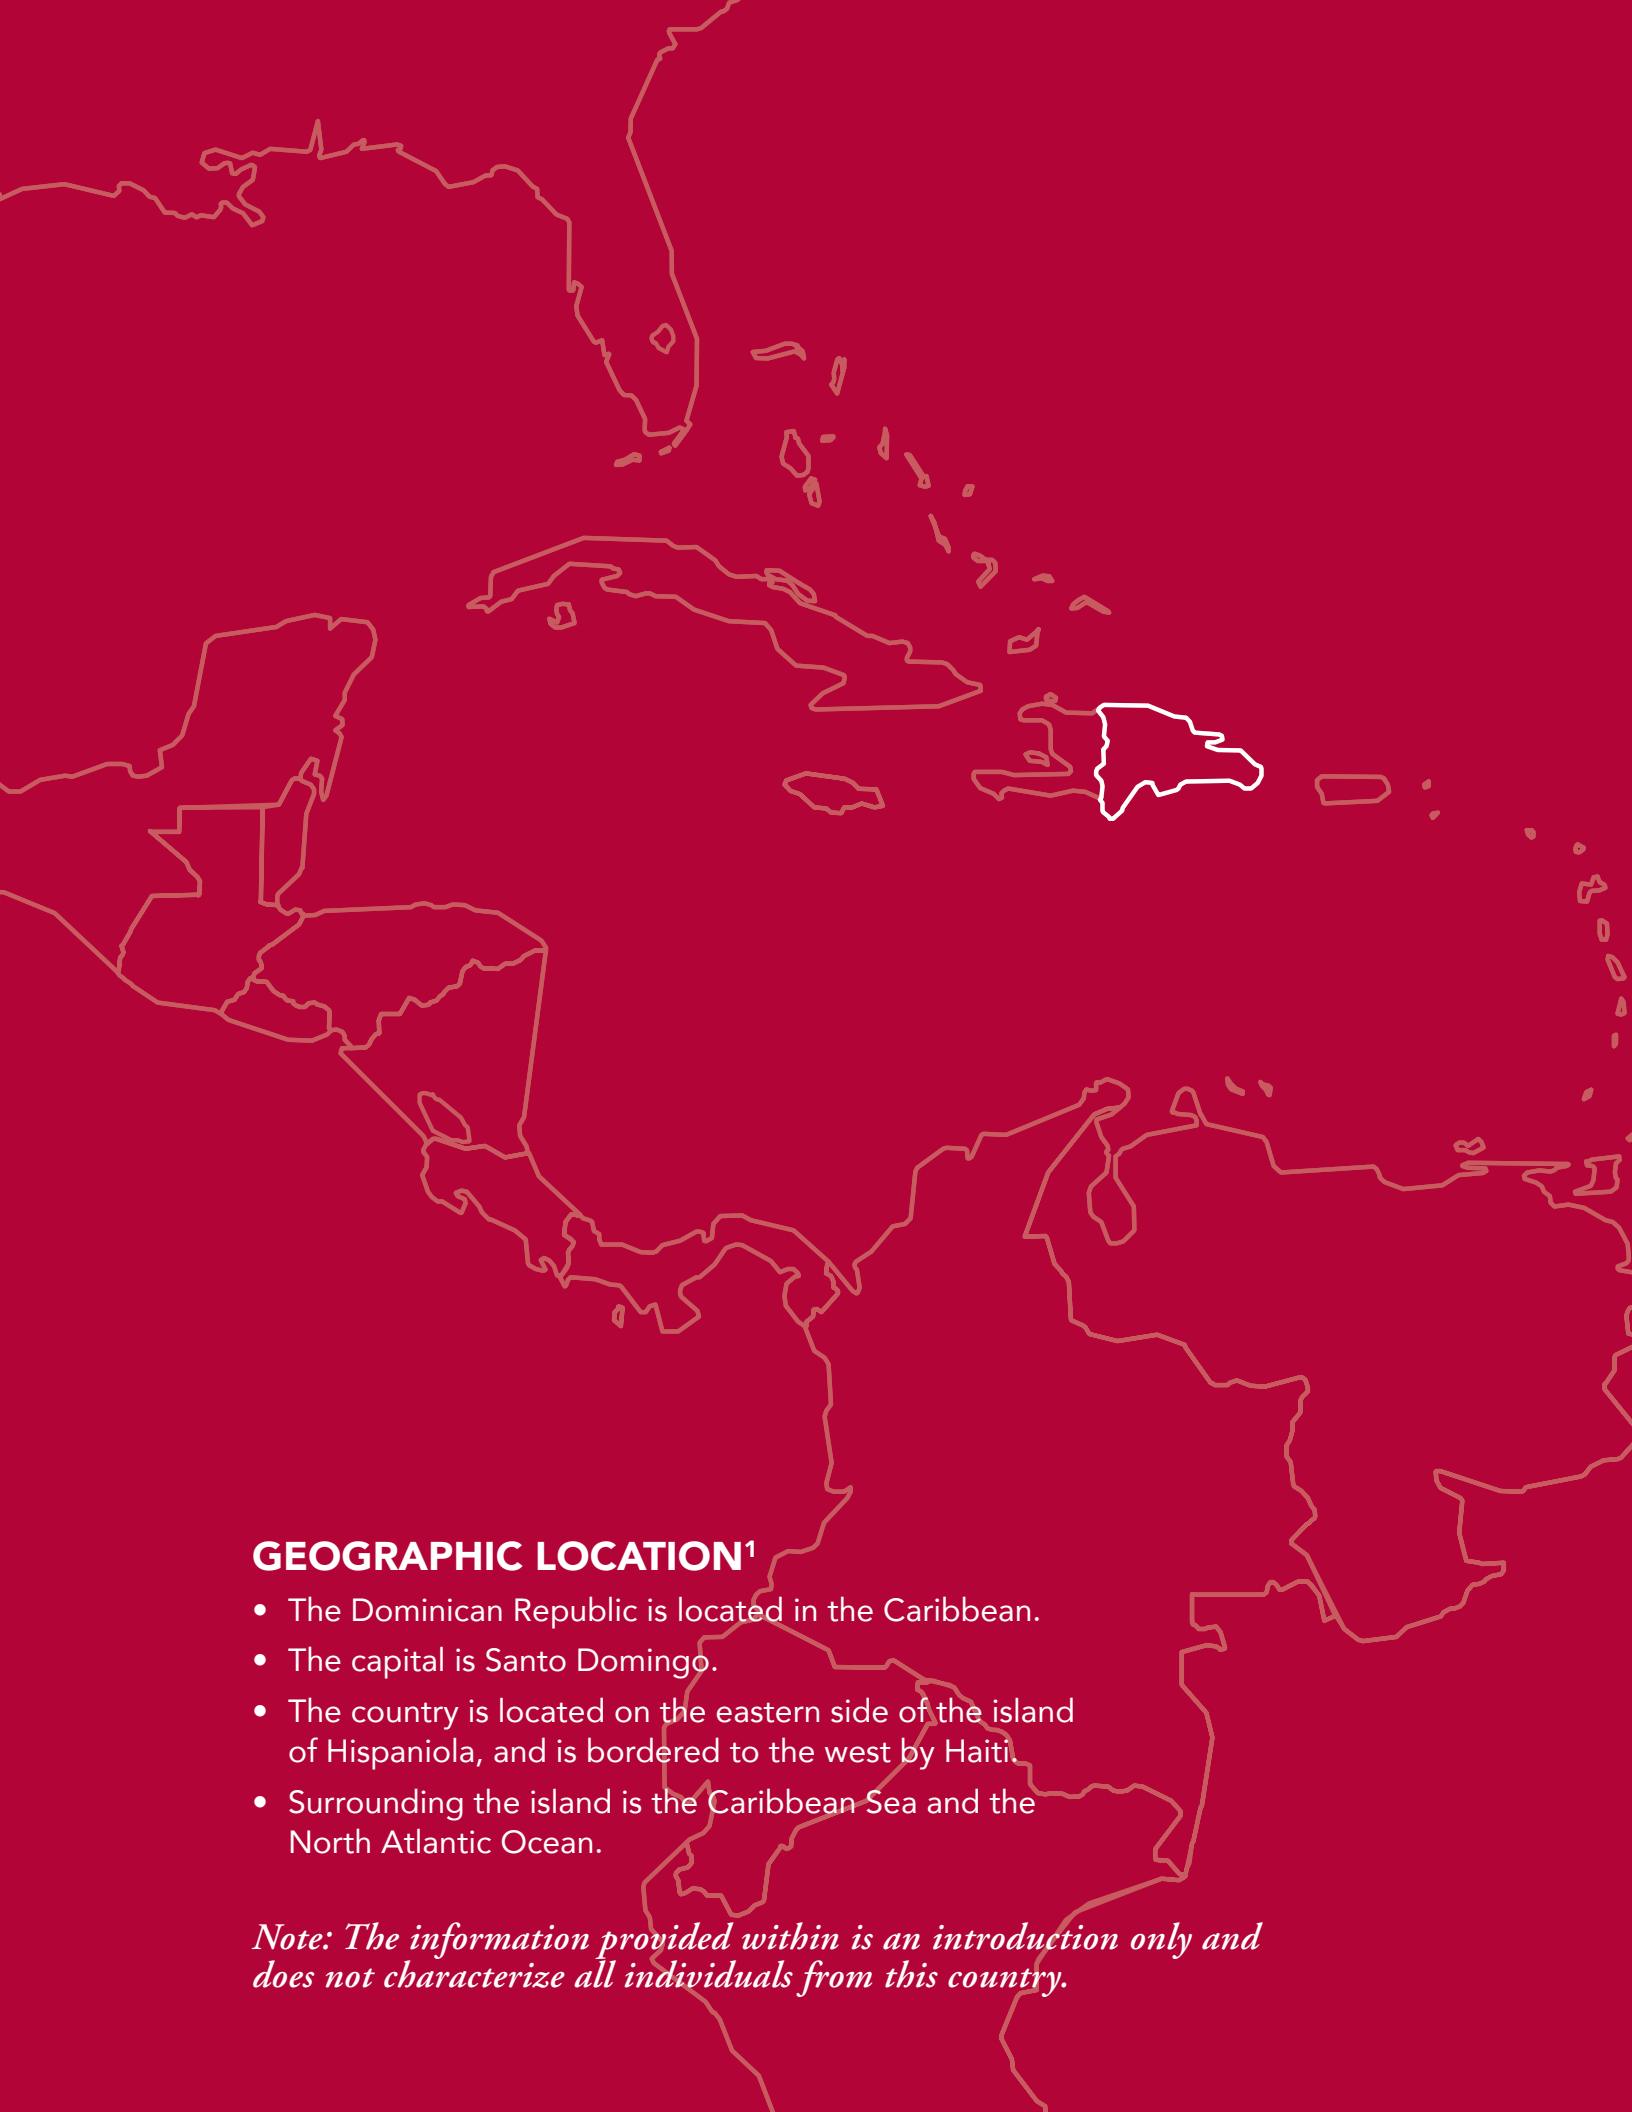 GEOGRAPHIC LOCATION¹
• The Dominican Republic is located in the Caribbean.
• The capital is Santo Domingo.
• The country is located on the eastern side of the island
of Hispaniola, and is bordered to the west by Haiti.
• Surrounding the island is the Caribbean Sea and the
North Atlantic Ocean.
Note: The information provided within is an introduction only and
does not characterize all individuals from this country.